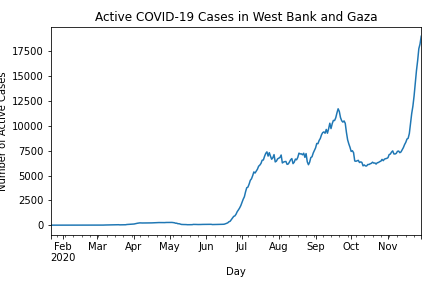 Active COVID-19 Cases in West Bank and Gaza
Number of Active Cases
17500
15000
12500
10000
7500
5000
2500
0
Feb Mar Apr May Jun Jul Aug Sep Oct Nov
2020
Day